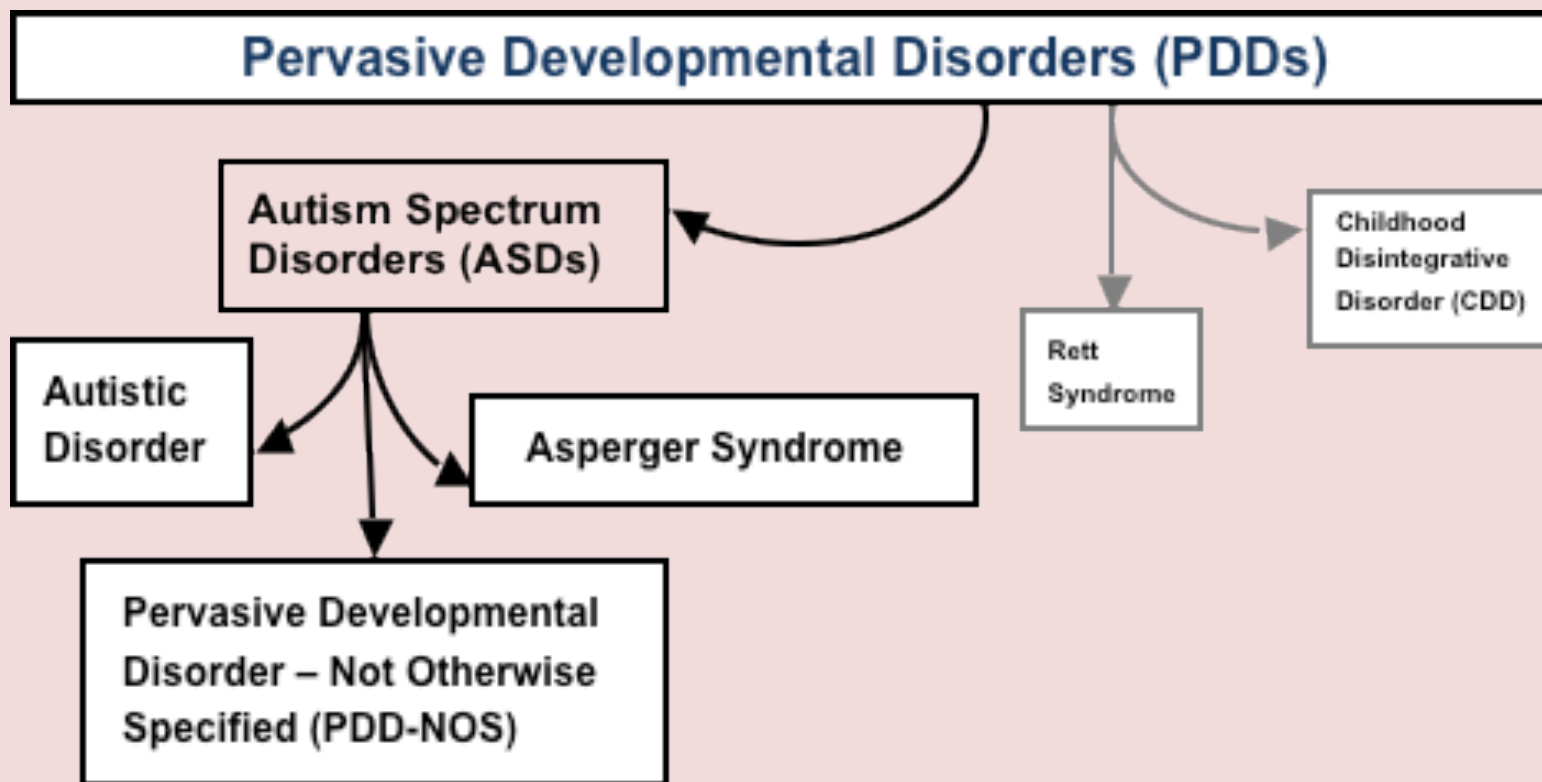 Pervasive Developmental Disorders (PDDs)
Autism Spectrum
Disorders (ASDs)
Childhood
Disintegrative
Disorder (CDD)
Rett
Syndrome
Autistic
Disorder
Asperger Syndrome
Pervasive Developmental
Disorder – Not Otherwise
Specified (PDD-NOS)